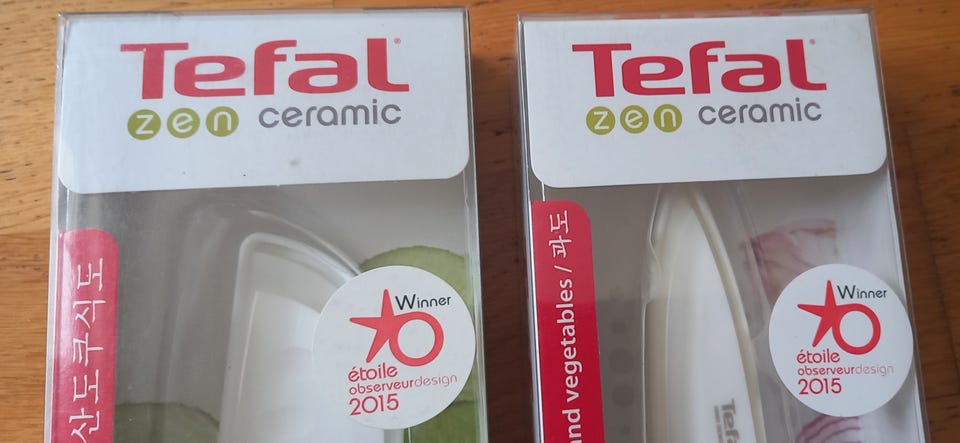 Tefal
zen ceramic
산도쿠식도
Winner
étoile
observeurdesign
2015
Tefal
zen ceramic
and vegetables / 과도
Winner
étoile
observeurdesign
2015
Tefal